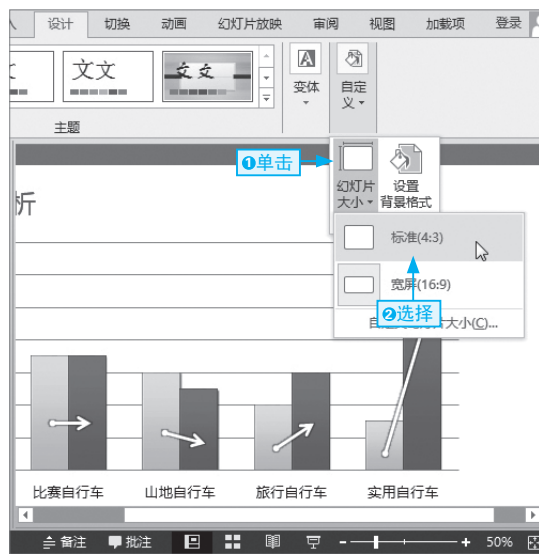 设计 切换 动画 幻灯片放映 审阅 视图 加载项 登录
文文 文文
变体 自定义
主题
❶单击
幻灯片大小 设置背景格式
析
标准(4:3)
宽屏(16:9)
❷选择
大小(C)...
比赛自行车 山地自行车 旅行自行车 实用自行车
备注 批注 50%